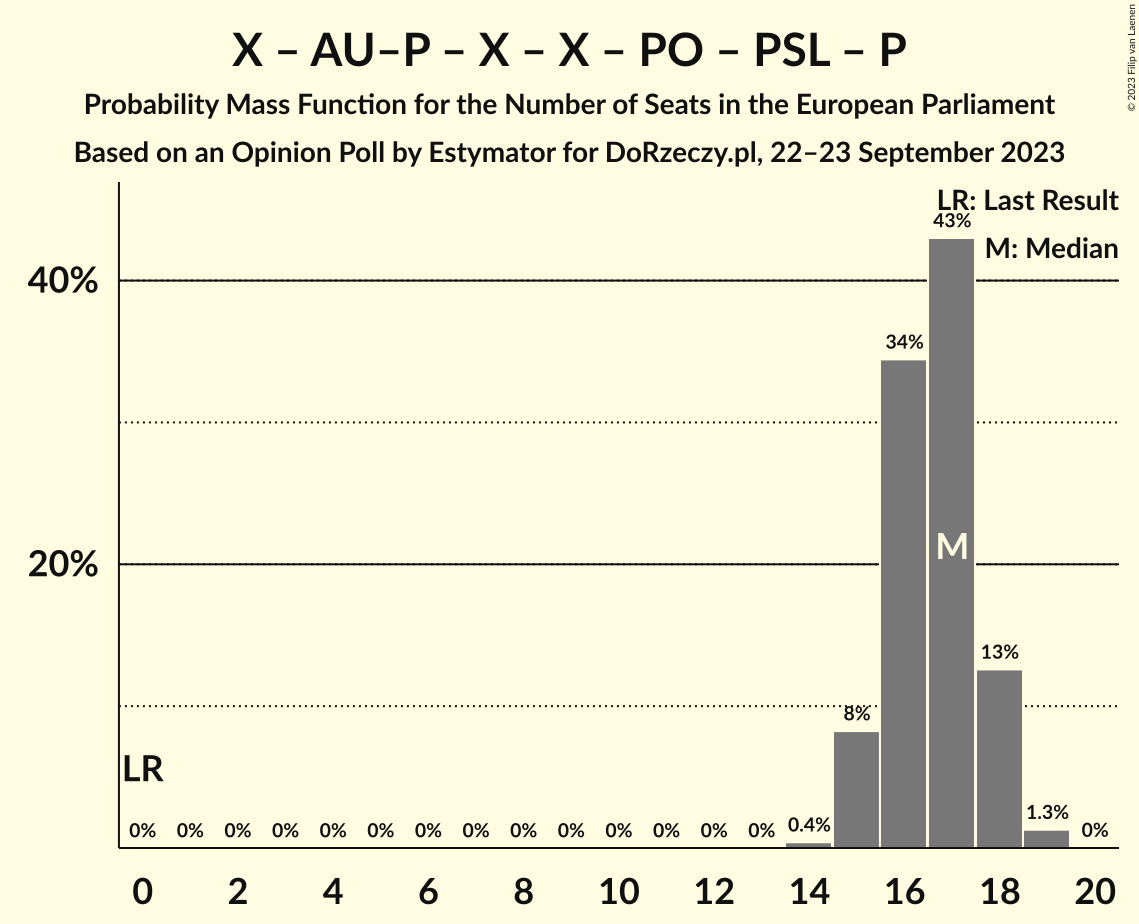 X – AU–P – X – X – PO – PSL – P
Probability Mass Function for the Number of Seats in the European Parliament
Based on an Opinion Poll by Estymator for DoRzeczy.pl, 22–23 September 2023
© 2023 Filip van Laenen
LR: Last Result
M: Median
43%
40%
34%
20%
M
13%
8%
LR
0% 0% 0% 0% 0% 0% 0% 0% 0% 0% 0% 0% 0% 0% 0.4% 1.3% 0%
0 2 4 6 8 10 12 14 16 18 20